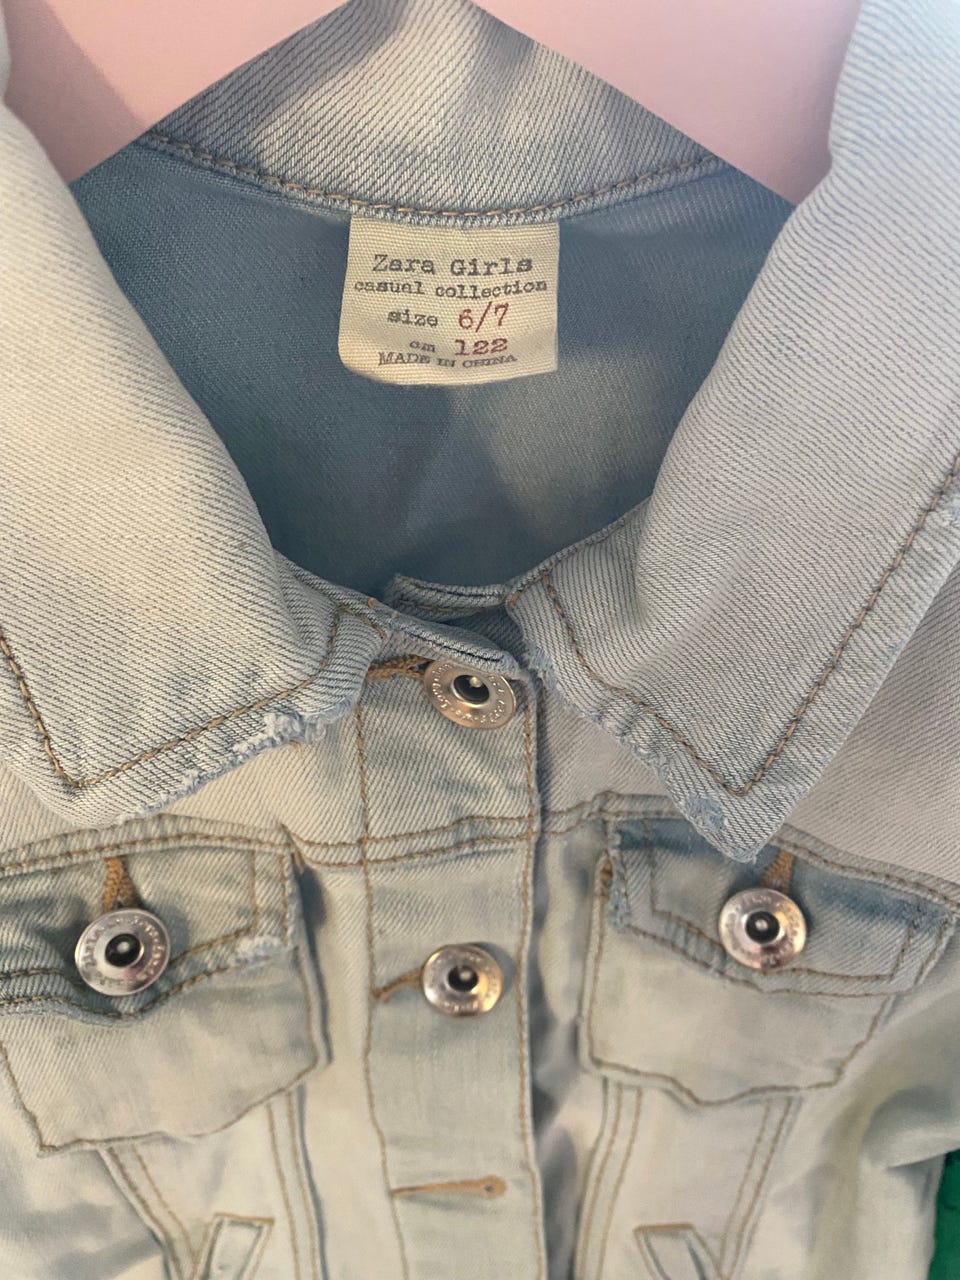 Zara Girls
casual collection
size 6/7
cm 122
MADE IN CHINA